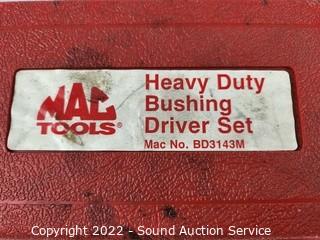 MAC
TOOLS®
Heavy Duty
Bushing
Driver Set
Mac No. BD3143M
Copyright 2022 - Sound Auction Service